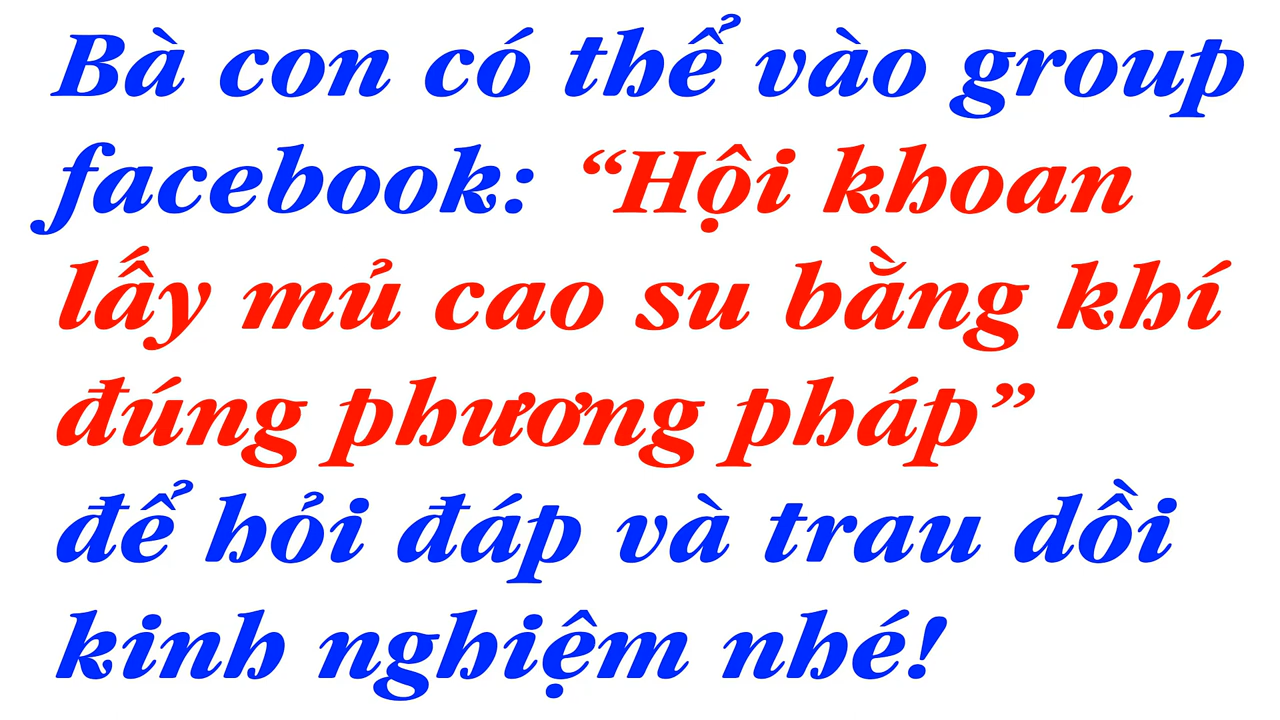 Bà con có thể vào group
facebook: “Hội khoan
lấy mủ cao su bằng khí
đúng phương pháp”
để hỏi đáp và trau dồi
kinh nghiệm nhé!